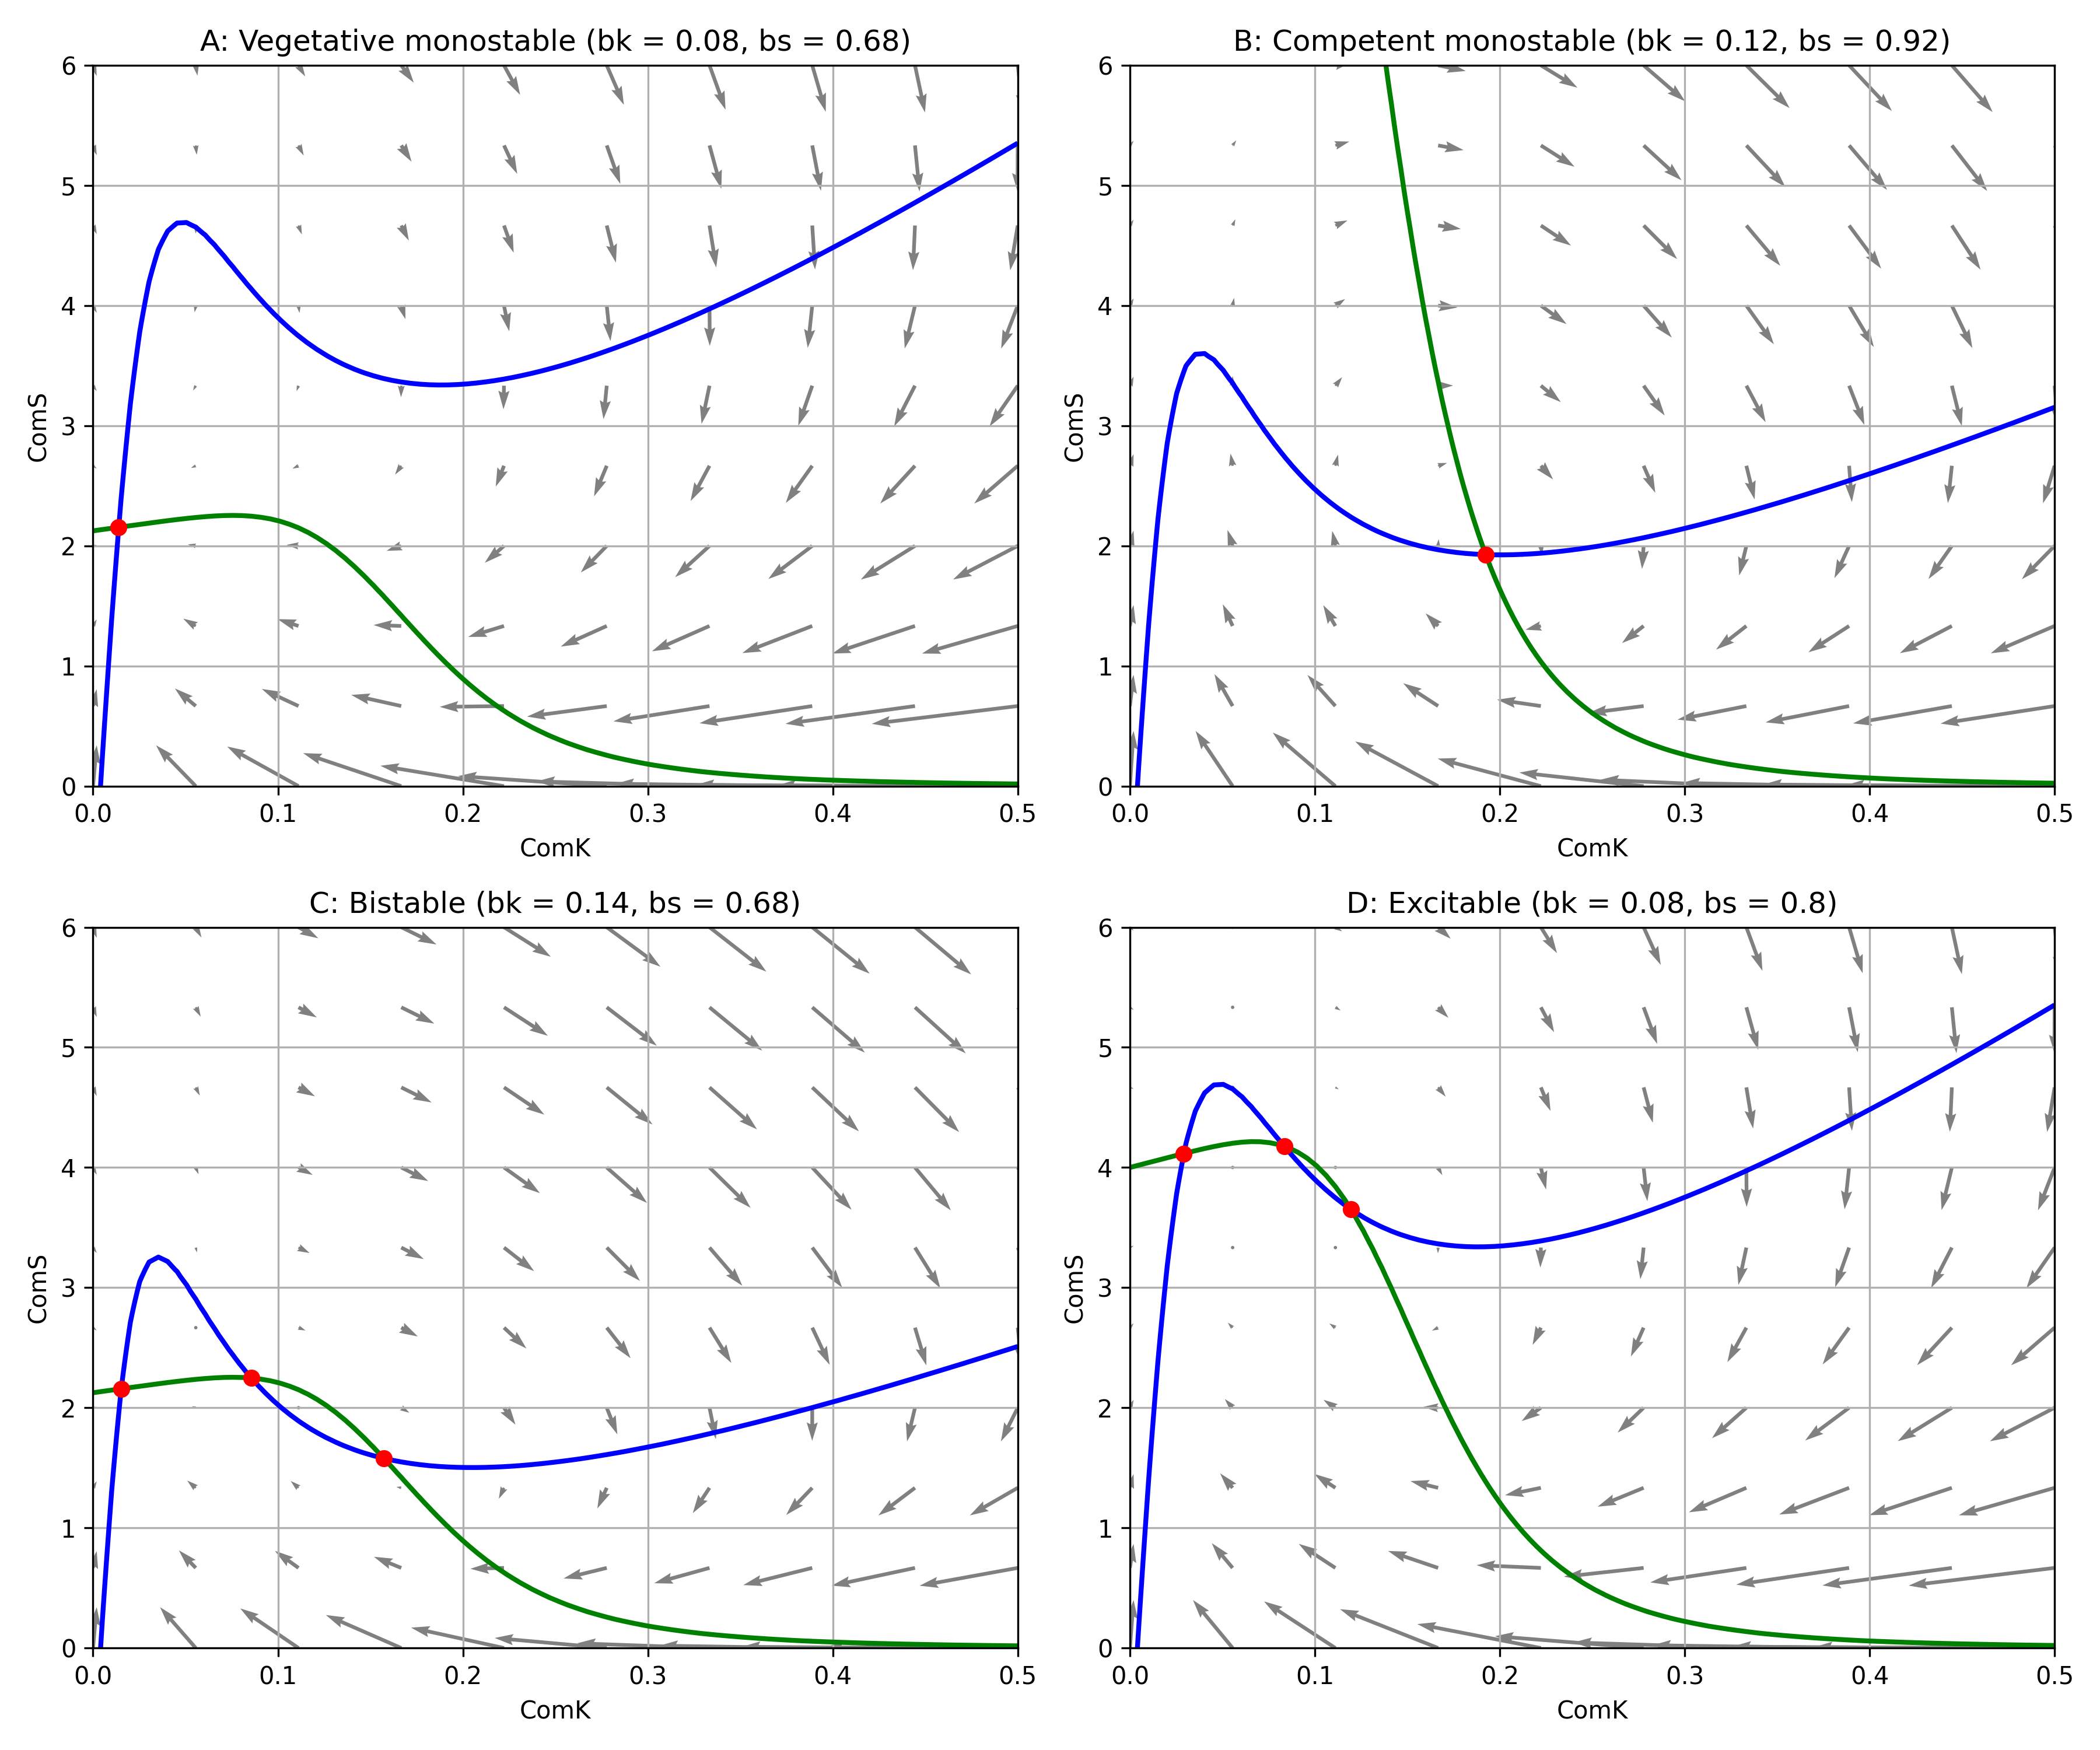 A: Vegetative monostable (bk = 0.08, bs = 0.68)
6
5
4
3
2
1
0
ComS
0.0 0.1 0.2 0.3 0.4 0.5
ComK
B: Competent monostable (bk = 0.12, bs = 0.92)
6
5
4
3
2
1
0
ComS
0.0 0.1 0.2 0.3 0.4 0.5
ComK
C: Bistable (bk = 0.14, bs = 0.68)
6
5
4
3
2
1
0
ComS
0.0 0.1 0.2 0.3 0.4 0.5
ComK
D: Excitable (bk = 0.08, bs = 0.8)
6
5
4
3
2
1
0
ComS
0.0 0.1 0.2 0.3 0.4 0.5
ComK